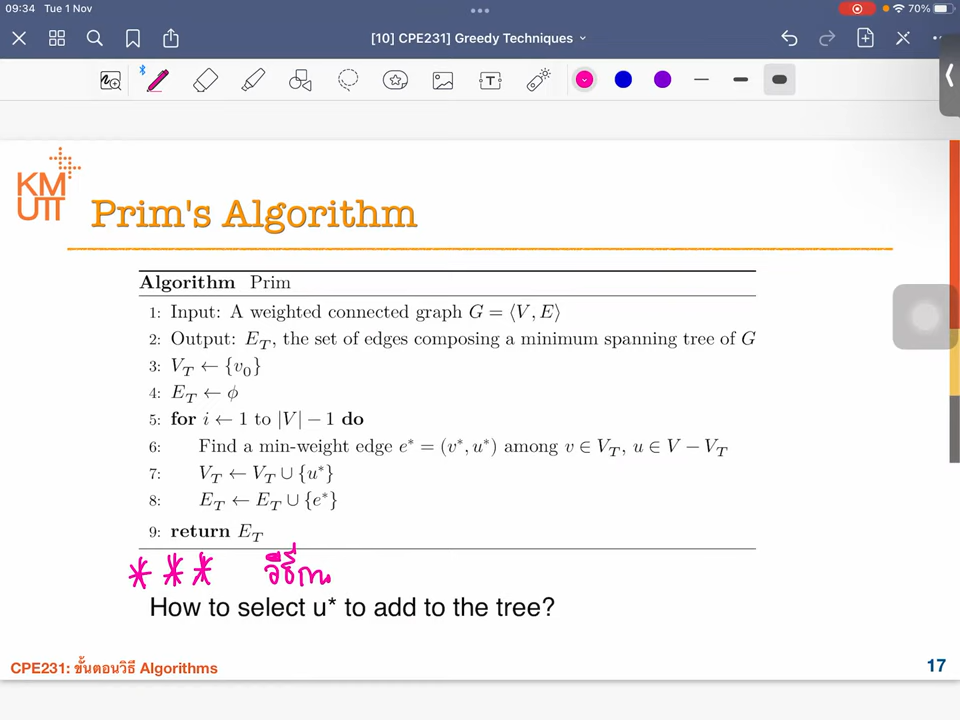 09:34 Tue 1 Nov
70%
[10] CPE231] Greedy Techniques
KM
UTT
Prim's Algorithm
Algorithm Prim
1: Input: A weighted connected graph G = ⟨V, E⟩
2: Output: E_T, the set of edges composing a minimum spanning tree of G
3: V_T ← {v_0}
4: E_T ← ϕ
5: for i ← 1 to |V| − 1 do
6: Find a min-weight edge e* = (v*, u*) among v ∈ V_T, u ∈ V − V_T
7: V_T ← V_T ∪ {u*}
8: E_T ← E_T ∪ {e*}
9: return E_T
*** วิธีกา
How to select u* to add to the tree?
CPE231: ขั้นตอนวิธี Algorithms
17